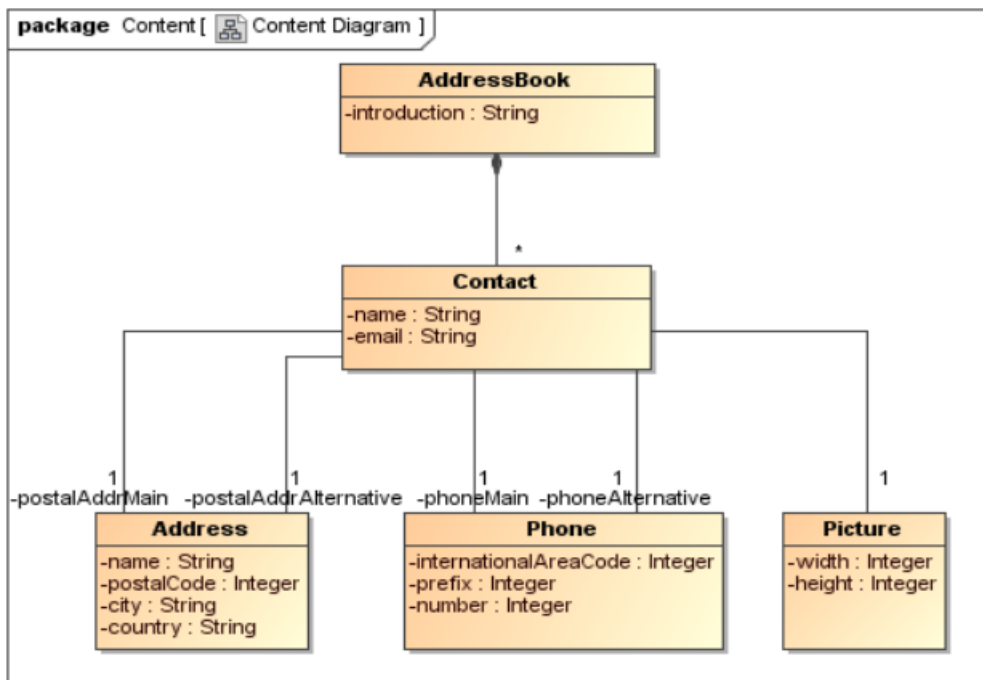 package Content [ Content Diagram ]
AddressBook
-introduction : String
*
Contact
-name : String
-email : String
1
-postalAddrMain
1
-postalAddrAlternative
1
-phoneMain
1
-phoneAlternative
1
Address
-name : String
-postalCode : Integer
-city : String
-country : String
Phone
-internationalAreaCode : Integer
-prefix : Integer
-number : Integer
Picture
-width : Integer
-height : Integer